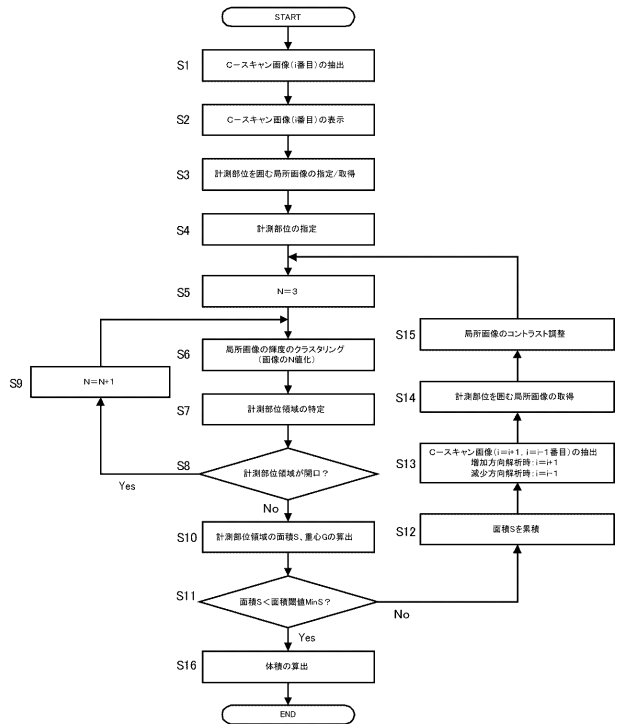 START
S1
C－スキャン画像(i番目)の抽出
S2
C－スキャン画像(i番目)の表示
S3
計測部位を囲む局所画像の指定/取得
S4
計測部位の指定
S5
N＝3
S6
局所画像の輝度のクラスタリング
(画像のN値化)
S7
計測部位領域の特定
S8
計測部位領域が開口？
Yes
No
S9
N＝N+1
S10
計測部位領域の面積S、重心Gの算出
S11
面積S＜面積閾値MinS？
No
Yes
S12
面積Sを累積
S13
C－スキャン画像(i＝i+1, i＝i-1番目)の抽出
増加方向解析時：i＝i+1
減少方向解析時：i＝i-1
S14
計測部位を囲む局所画像の取得
S15
局所画像のコントラスト調整
S16
体積の算出
END